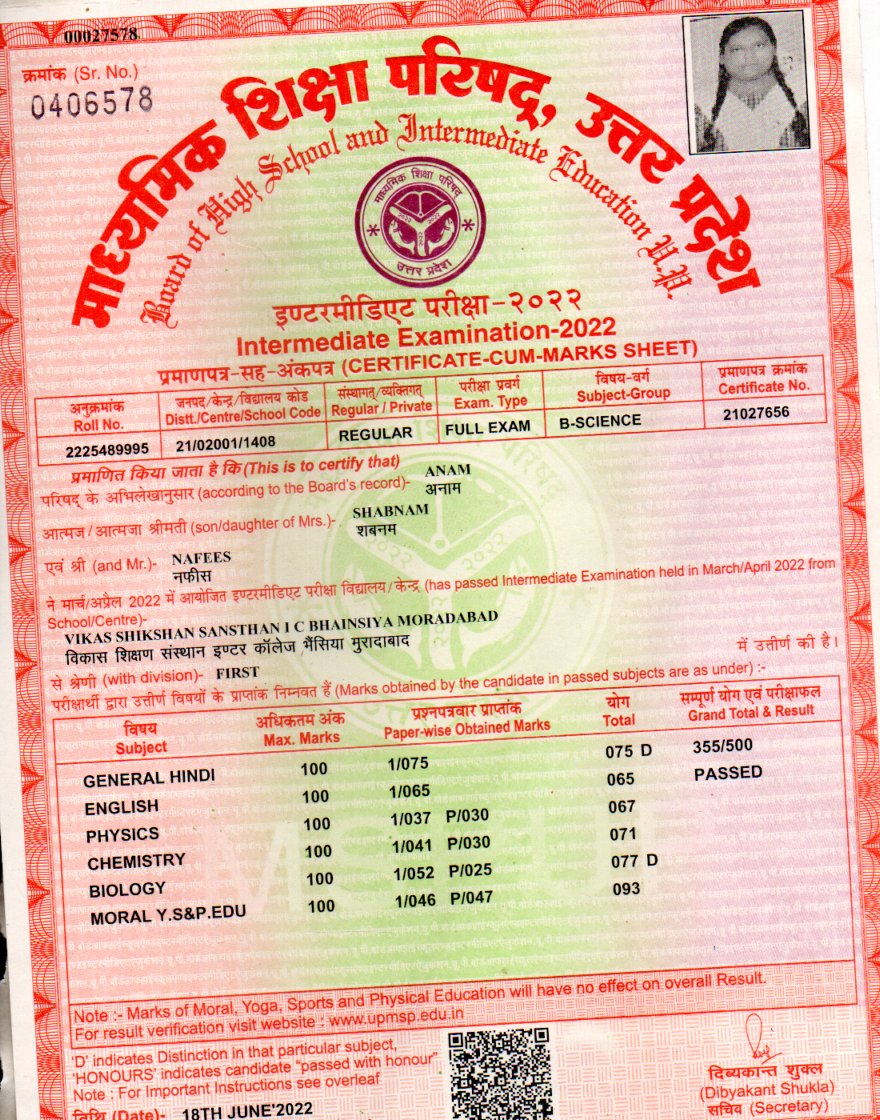 00027578
क्रमांक (Sr. No.)
0406578
माध्यमिक शिक्षा परिषद्, उत्तर प्रदेश
Board of High School and Intermediate Education U.P.
माध्यमिक शिक्षा परिषद्
उत्तर प्रदेश
इण्टरमीडिएट परीक्षा-२०२२
Intermediate Examination-2022
प्रमाणपत्र-सह-अंकपत्र (CERTIFICATE-CUM-MARKS SHEET)
अनुक्रमांक जनपद/केन्द्र/विद्यालय कोड संस्थागत/व्यक्तिगत् परीक्षा प्रवर्ग विषय-वर्ग प्रमाणपत्र क्रमांक
Roll No. Distt./Centre/School Code Regular / Private Exam. Type Subject-Group Certificate No.
2225489995 21/02001/1408 REGULAR FULL EXAM B-SCIENCE 21027656
प्रमाणित किया जाता है कि (This is to certify that)
परिषद् के अभिलेखानुसार (according to the Board's record)- ANAM
अनाम
आत्मज/आत्मजा श्रीमती (son/daughter of Mrs.)- SHABNAM
शबनम
एवं श्री (and Mr.)- NAFEES
नफीस
ने मार्च/अप्रैल 2022 में आयोजित इण्टरमीडिएट परीक्षा विद्यालय/केन्द्र (has passed Intermediate Examination held in March/April 2022 from
School/Centre)-
VIKAS SHIKSHAN SANSTHAN I C BHAINSIYA MORADABAD
विकास शिक्षण संस्थान इण्टर कॉलेज भैंसिया मुरादाबाद में उत्तीर्ण की है।
से श्रेणी (with division)- FIRST
परीक्षार्थी द्वारा उत्तीर्ण विषयों के प्राप्तांक निम्नवत हैं (Marks obtained by the candidate in passed subjects are as under) :-
विषय अधिकतम अंक प्रश्नपत्रवार प्राप्तांक योग सम्पूर्ण योग एवं परीक्षाफल
Subject Max. Marks Paper-wise Obtained Marks Total Grand Total & Result
GENERAL HINDI 100 1/075 075 D 355/500
ENGLISH 100 1/065 065 PASSED
PHYSICS 100 1/037 P/030 067
CHEMISTRY 100 1/041 P/030 071
BIOLOGY 100 1/052 P/025 077 D
MORAL Y.S&P.EDU 100 1/046 P/047 093
Note :- Marks of Moral, Yoga, Sports and Physical Education will have no effect on overall Result.
For result verification visit website : www.upmsp.edu.in
'D' indicates Distinction in that particular subject,
'HONOURS' indicates candidate "passed with honour"
Note : For Important Instructions see overleaf
तिथि (Date)- 18TH JUNE'2022
दिव्यकान्त शुक्ल
(Dibyakant Shukla)
सचिव (Secretary)